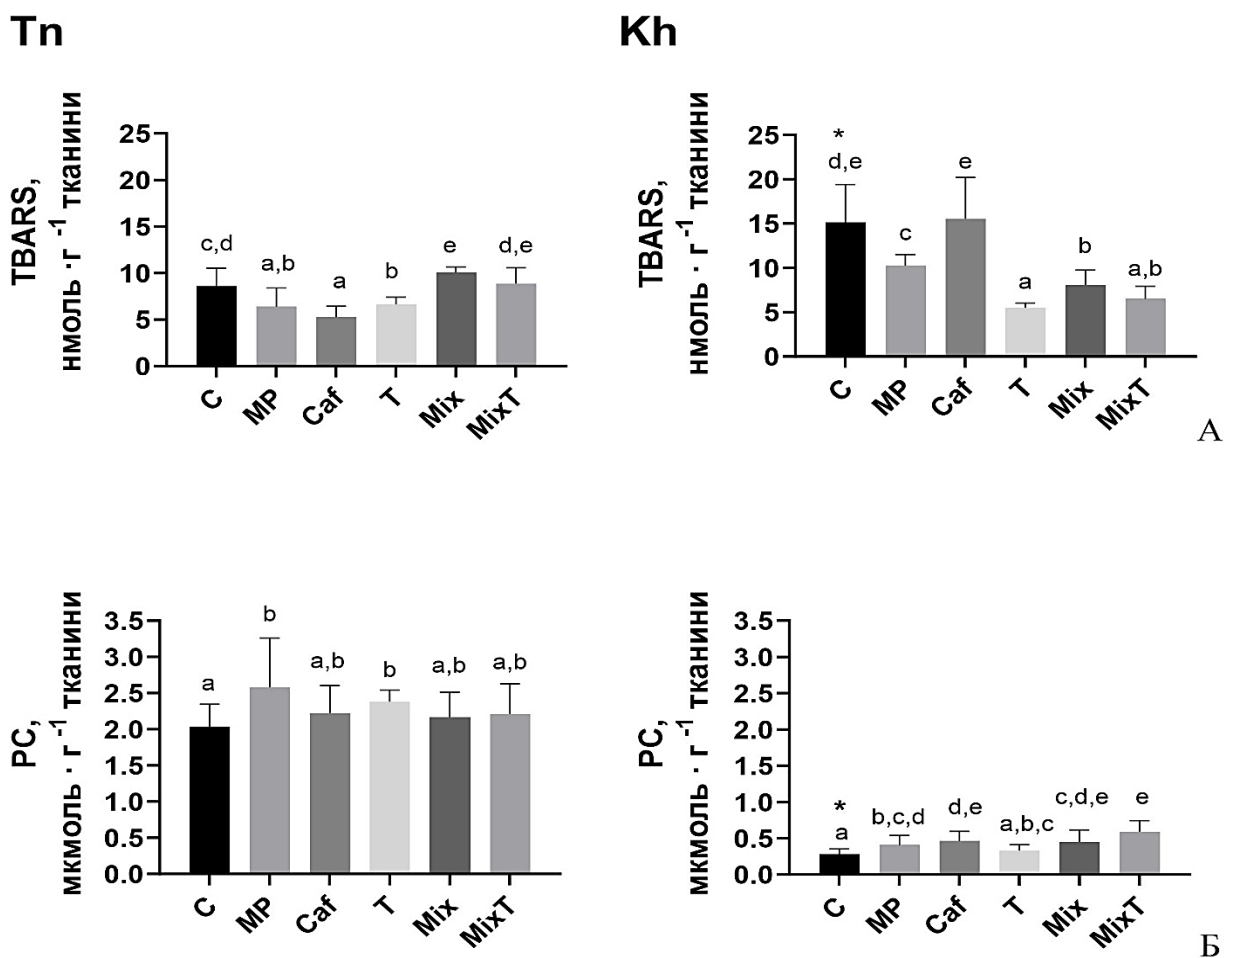 Tn
TBARS,
нмоль · г ⁻¹ тканини
25
20
15
10
5
0
c,d
a,b
a
b
e
d,e
C
MP
Caf
T
Mix
MixT
Kh
TBARS,
нмоль · г ⁻¹ тканини
25
20
15
10
5
0
*
d,e
c
e
a
b
a,b
C
MP
Caf
T
Mix
MixT
А
PC,
мкмоль · г⁻¹ тканини
3.5
3.0
2.5
2.0
1.5
1.0
0.5
0.0
a
b
a,b
b
a,b
a,b
C
MP
Caf
T
Mix
MixT
PC,
мкмоль · г⁻¹ тканини
3.5
3.0
2.5
2.0
1.5
1.0
0.5
0.0
*
a
b,c,d
d,e
a,b,c
c,d,e
e
C
MP
Caf
T
Mix
MixT
Б